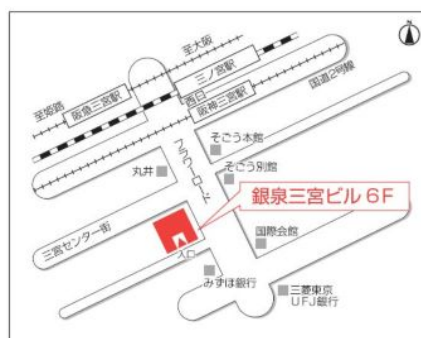 至大阪
三ノ宮駅
至姫路
阪急三宮駅
西口
阪神三宮駅
国道2号線
そごう本館
フラワーロード
丸井
そごう別館
銀泉三宮ビル 6F
三宮センター街
国際会館
入口
みずほ銀行
三菱東京
UFJ銀行